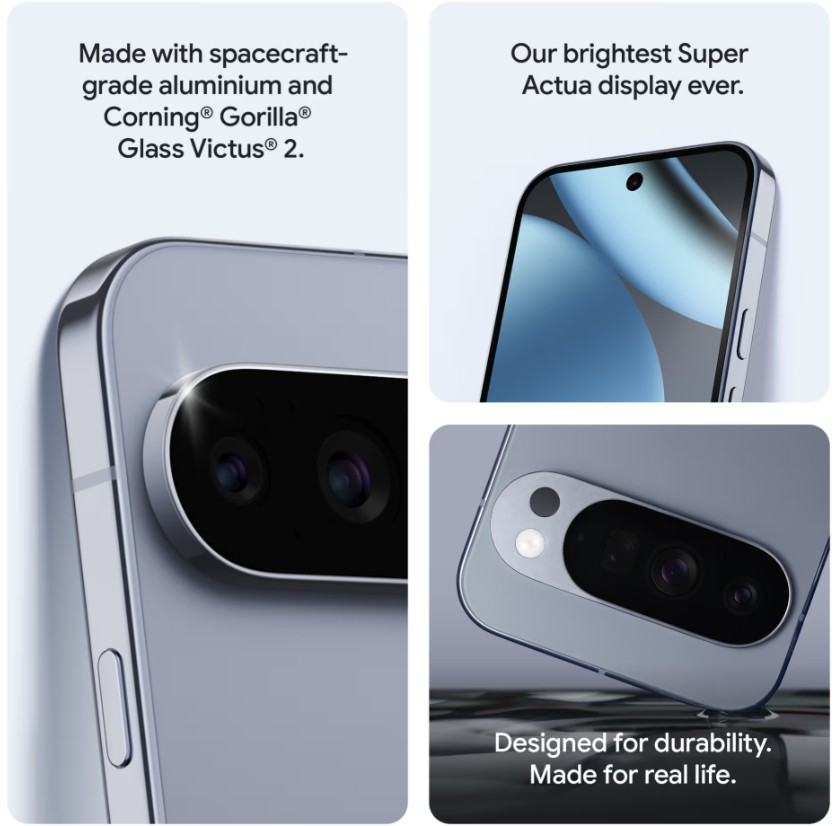 Made with spacecraft-
grade aluminium and
Corning® Gorilla®
Glass Victus® 2.
Our brightest Super
Actua display ever.
Designed for durability.
Made for real life.